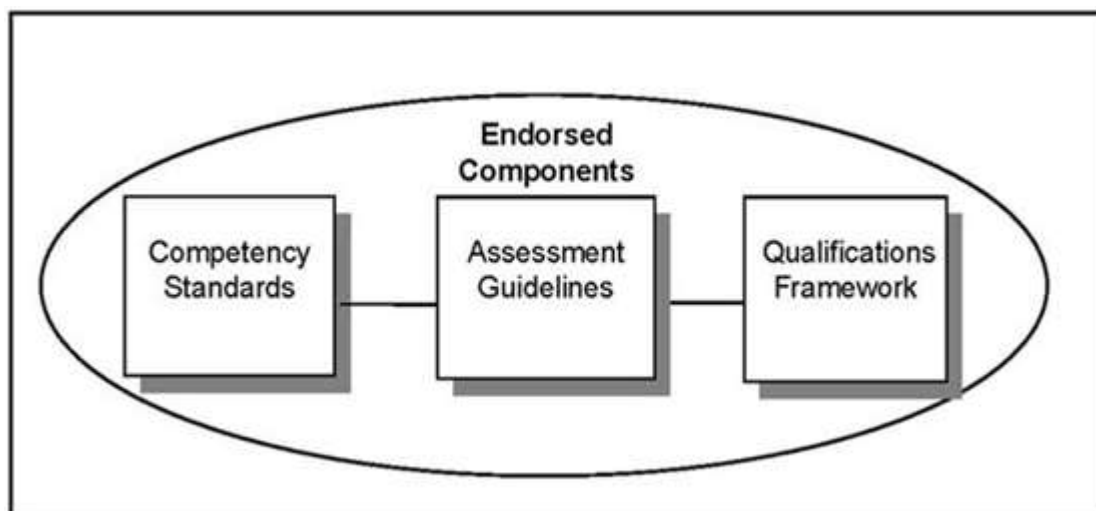 Endorsed
Components
Competency
Standards
Assessment
Guidelines
Qualifications
Framework